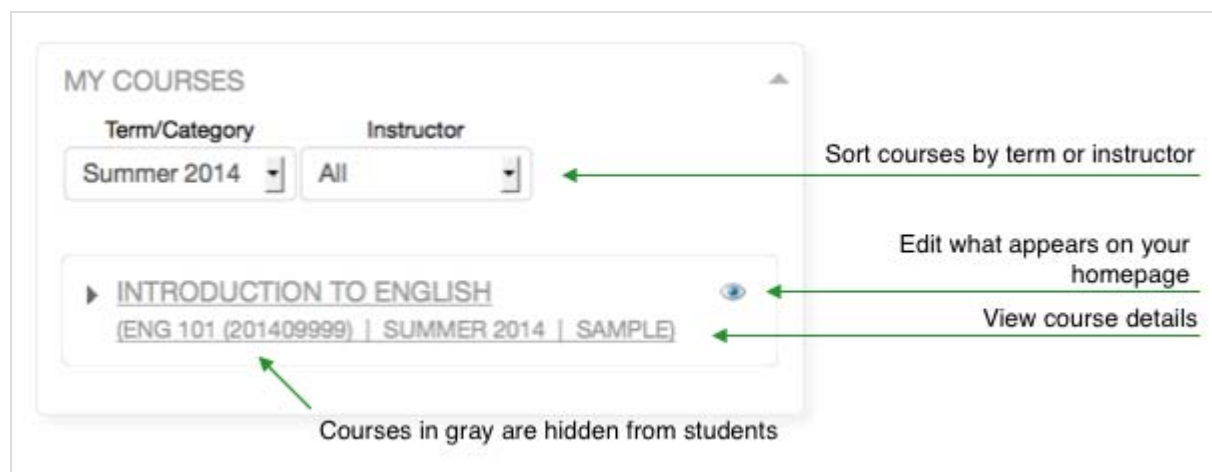 MY COURSES
Term/Category
Instructor
Summer 2014
All
Sort courses by term or instructor
Edit what appears on your
homepage
INTRODUCTION TO ENGLISH
(ENG 101 (201409999) | SUMMER 2014 | SAMPLE)
View course details
Courses in gray are hidden from students